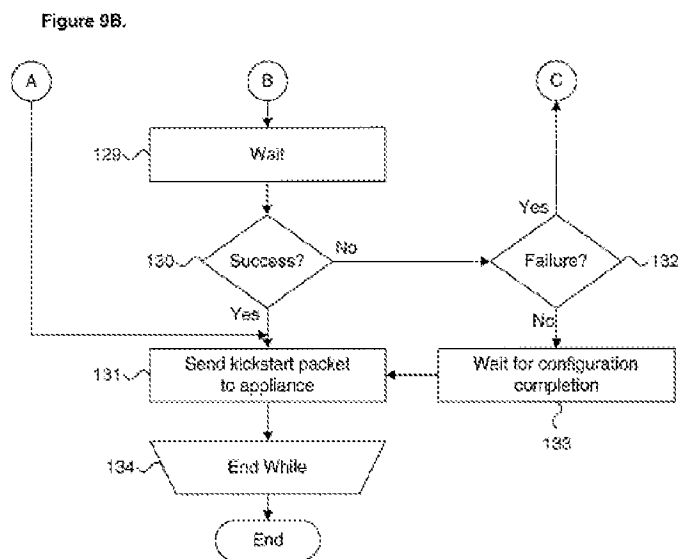 Figure 9B.
A
B
C
129
Wait
Yes
130
Success?
No
Failure?
132
Yes
No
131
Send kickstart packet
to appliance
Wait for configuration
completion
133
134
End While
End